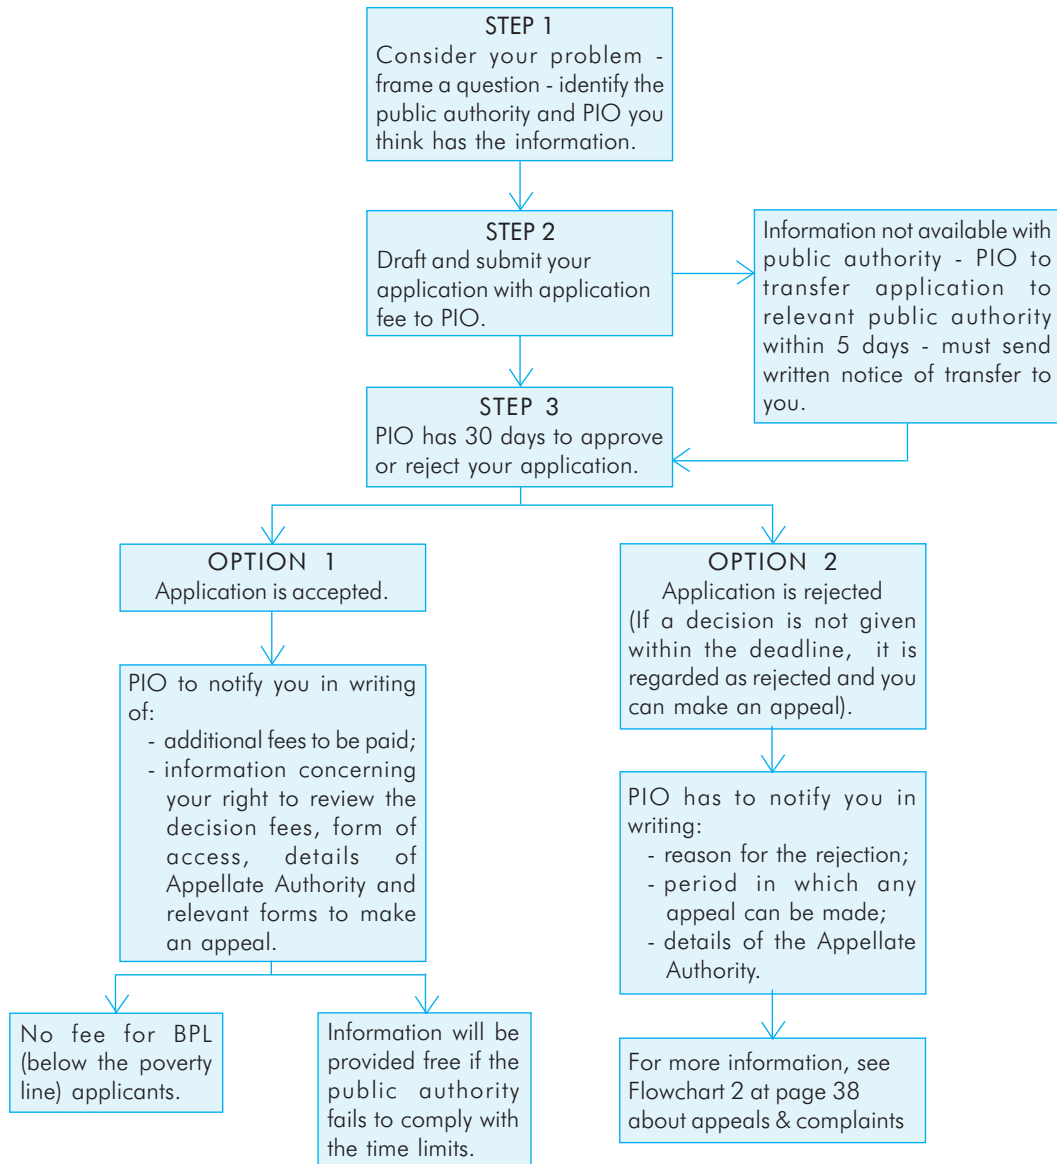 STEP 1
Consider your problem -
frame a question - identify the
public authority and PIO you
think has the information.
STEP 2
Draft and submit your
application with application
fee to PIO.
Information not available with
public authority - PIO to
transfer application to
relevant public authority
within 5 days - must send
written notice of transfer to
you.
STEP 3
PIO has 30 days to approve
or reject your application.
OPTION 1
Application is accepted.
OPTION 2
Application is rejected
(If a decision is not given
within the deadline, it is
regarded as rejected and you
can make an appeal).
PIO to notify you in writing
of:
- additional fees to be paid;
- information concerning
your right to review the
decision fees, form of
access, details of
Appellate Authority and
relevant forms to make
an appeal.
PIO has to notify you in
writing:
- reason for the rejection;
- period in which any
appeal can be made;
- details of the Appellate
Authority.
No fee for BPL
(below the poverty
line) applicants.
Information will be
provided free if the
public authority
fails to comply with
the time limits.
For more information, see
Flowchart 2 at page 38
about appeals & complaints